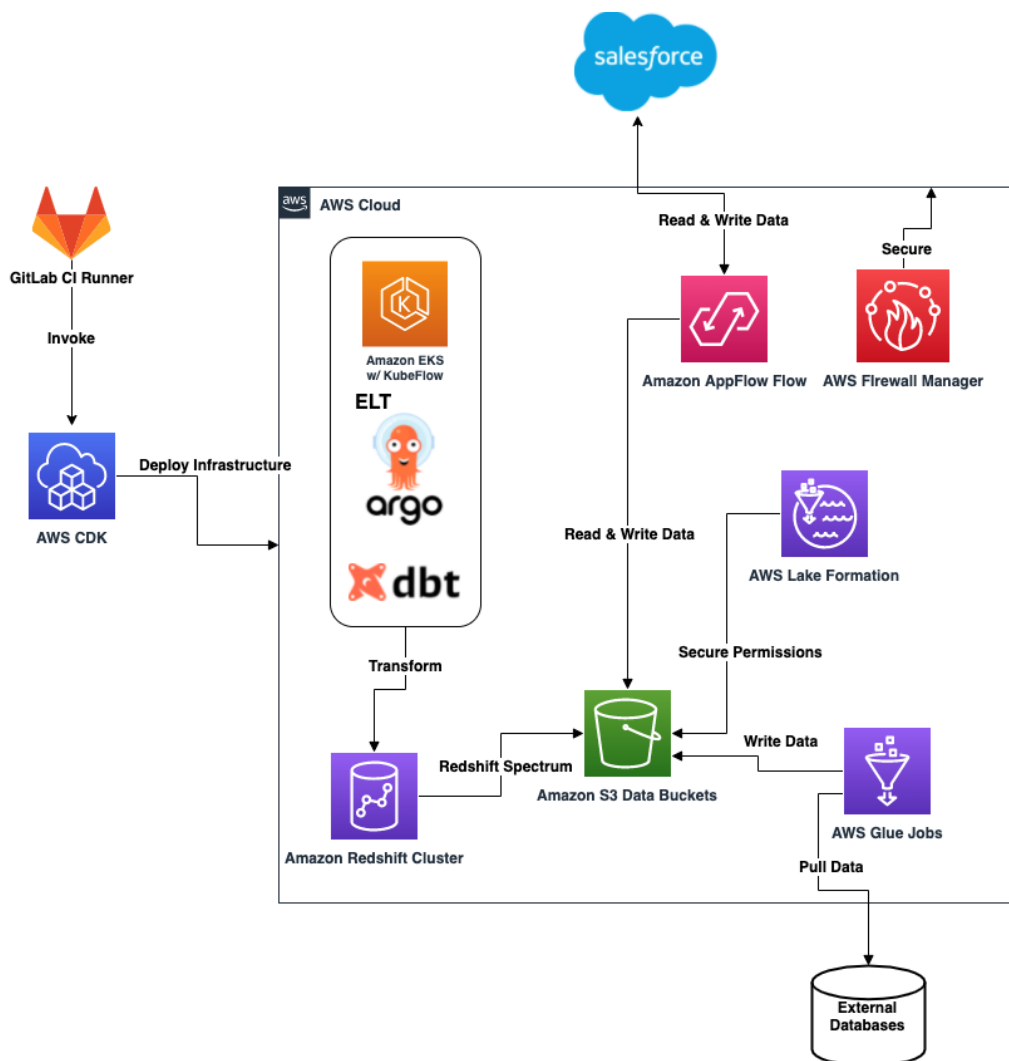 salesforce
aws
AWS Cloud
Read & Write Data
Secure
GitLab CI Runner
Invoke
K
Amazon EKS
w/ KubeFlow
ELT
argo
dbt
Amazon AppFlow Flow
AWS FIrewall Manager
Deploy Infrastructure
AWS CDK
Read & Write Data
AWS Lake Formation
Secure Permissions
Transform
Write Data
Redshift Spectrum
Amazon S3 Data Buckets
AWS Glue Jobs
Amazon Redshift Cluster
Pull Data
External
Databases